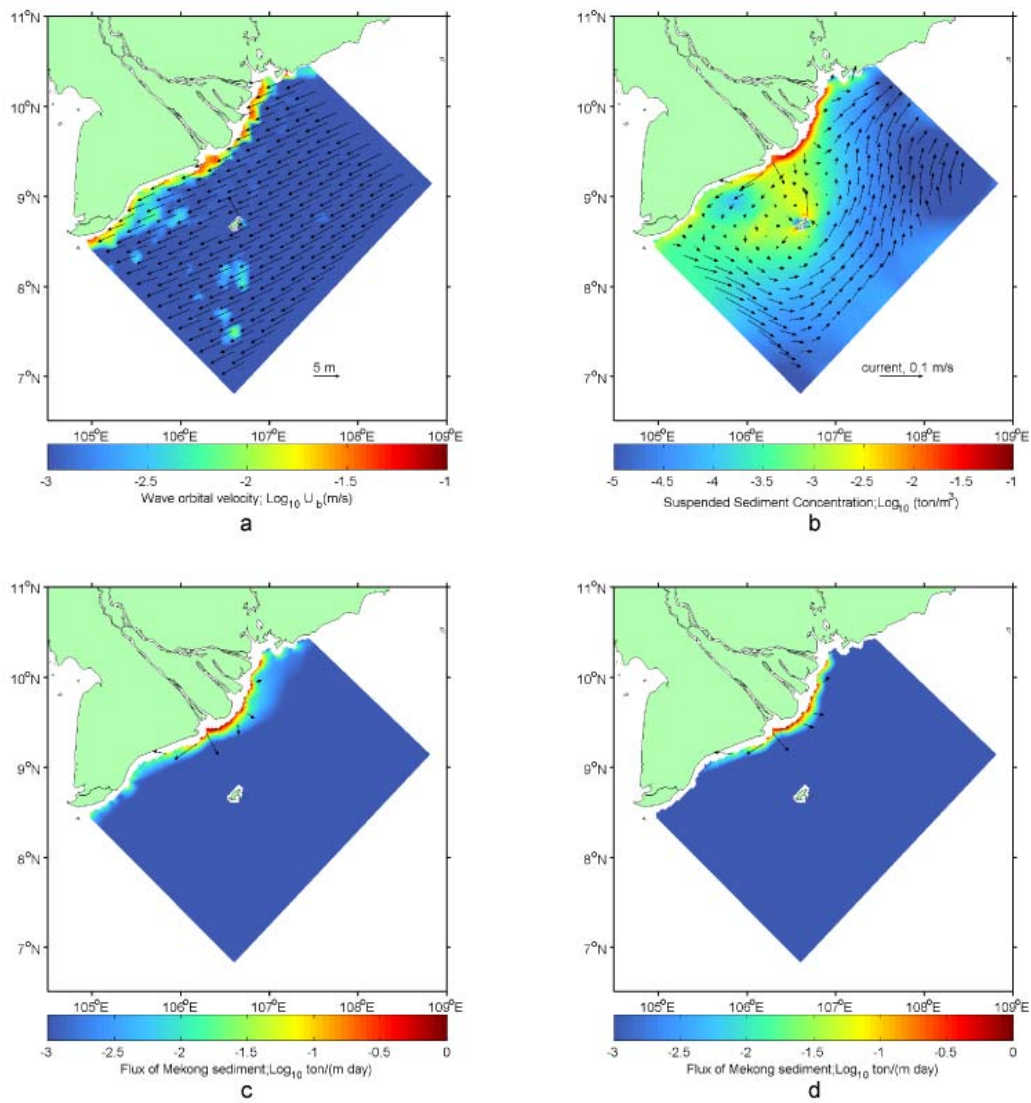 11°N
10°N
9°N
8°N
7°N
5 m
105°E 106°E 107°E 108°E 109°E
-3 -2.5 -2 -1.5 -1
Wave orbital velocity; Log10 U_b(m/s)
a
11°N
10°N
9°N
8°N
7°N
current, 0.1 m/s
105°E 106°E 107°E 108°E 109°E
-5 -4.5 -4 -3.5 -3 -2.5 -2 -1.5 -1
Suspended Sediment Concentration;Log10 (ton/m³)
b
11°N
10°N
9°N
8°N
7°N
105°E 106°E 107°E 108°E 109°E
-3 -2.5 -2 -1.5 -1 -0.5 0
Flux of Mekong sediment;Log10 ton/(m day)
c
11°N
10°N
9°N
8°N
7°N
105°E 106°E 107°E 108°E 109°E
-3 -2.5 -2 -1.5 -1 -0.5 0
Flux of Mekong sediment;Log10 ton/(m day)
d